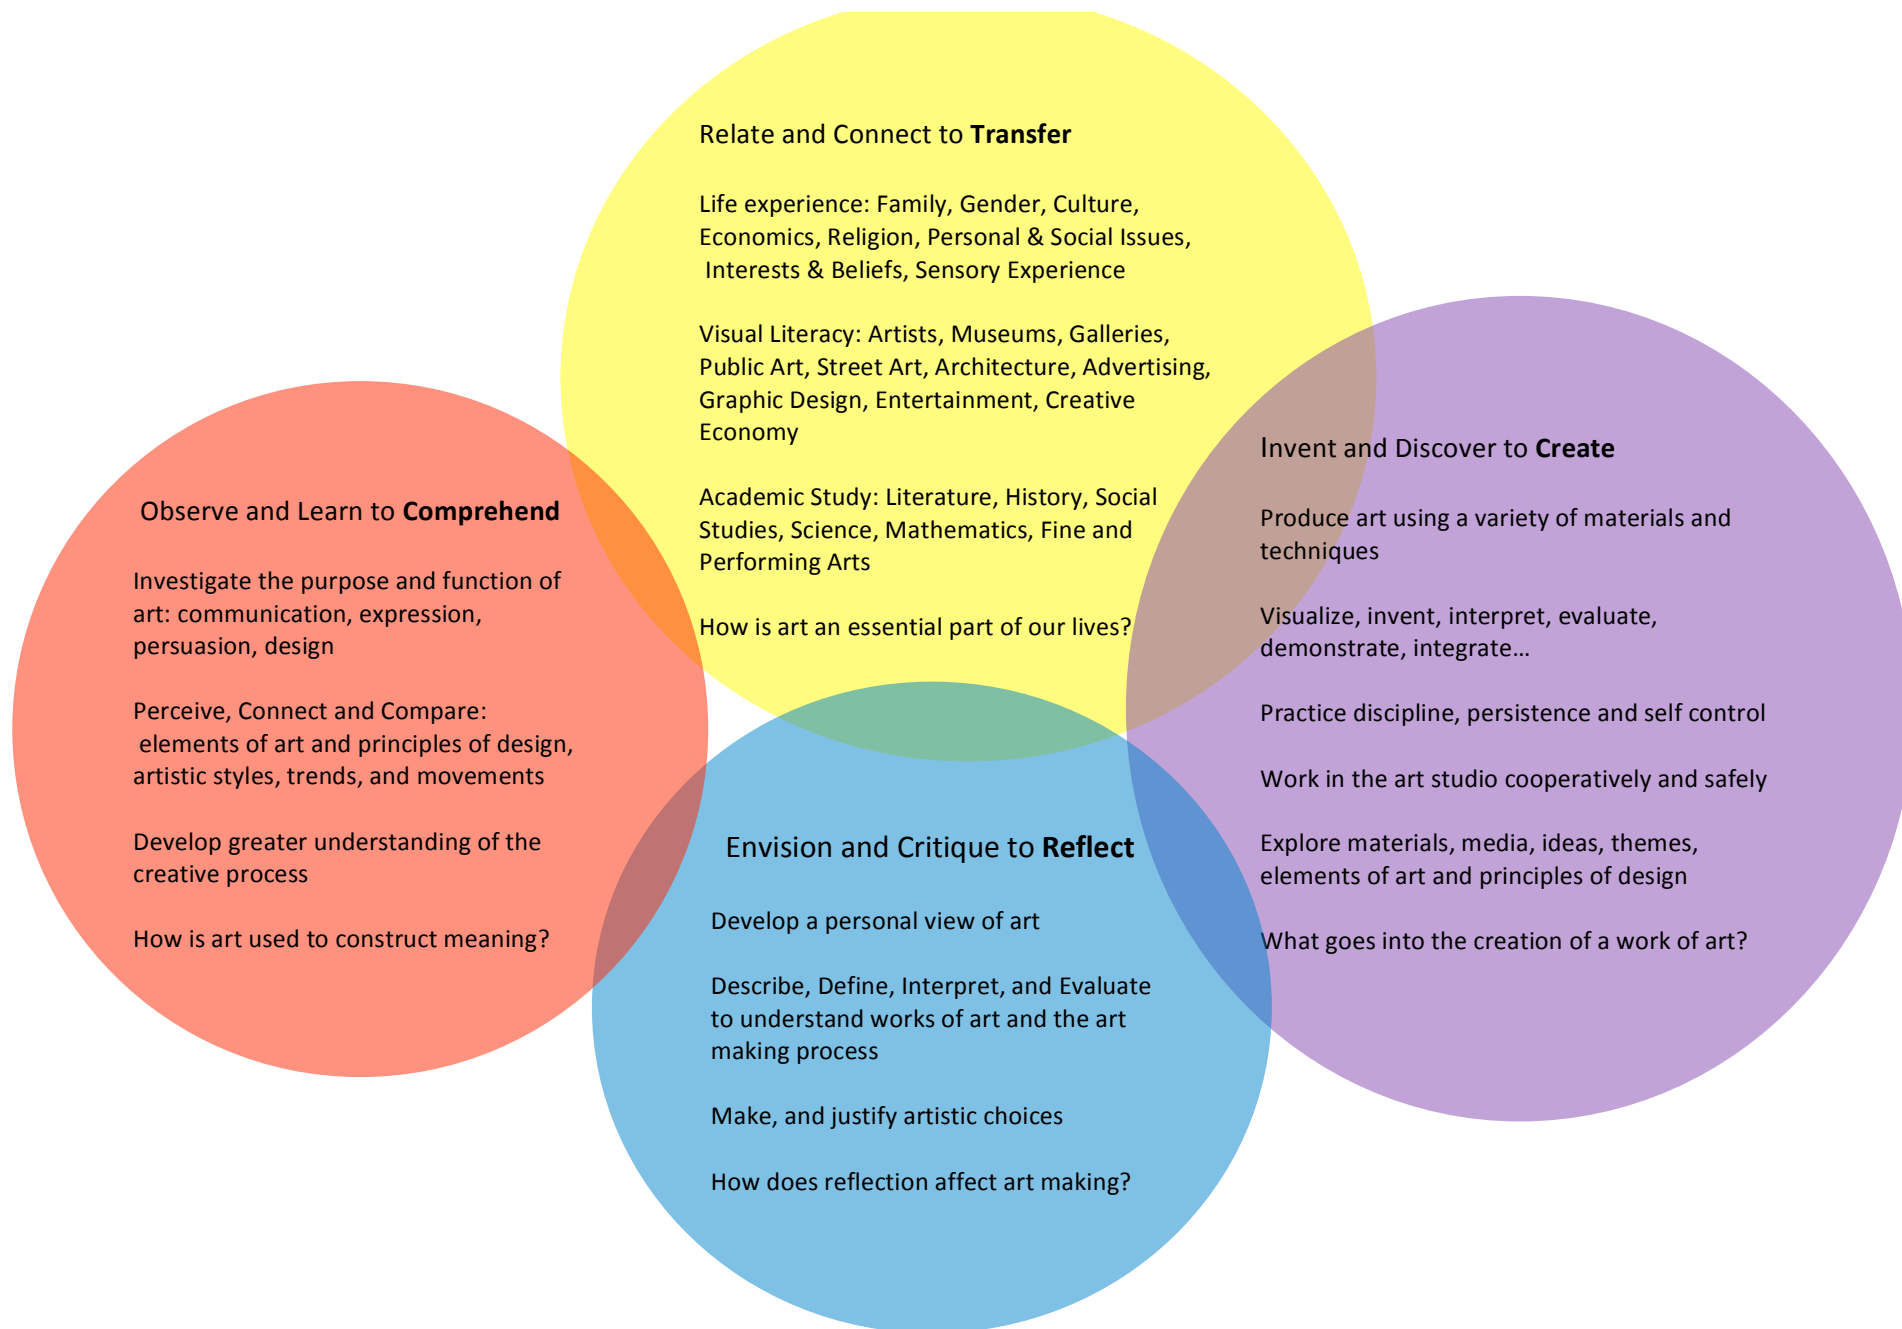 Relate and Connect to Transfer
Life experience: Family, Gender, Culture,
Economics, Religion, Personal & Social Issues,
Interests & Beliefs, Sensory Experience
Visual Literacy: Artists, Museums, Galleries,
Public Art, Street Art, Architecture, Advertising,
Graphic Design, Entertainment, Creative
Economy
Academic Study: Literature, History, Social
Studies, Science, Mathematics, Fine and
Performing Arts
How is art an essential part of our lives?
Observe and Learn to Comprehend
Investigate the purpose and function of
art: communication, expression,
persuasion, design
Perceive, Connect and Compare:
elements of art and principles of design,
artistic styles, trends, and movements
Develop greater understanding of the
creative process
How is art used to construct meaning?
Envision and Critique to Reflect
Develop a personal view of art
Describe, Define, Interpret, and Evaluate
to understand works of art and the art
making process
Make, and justify artistic choices
How does reflection affect art making?
Invent and Discover to Create
Produce art using a variety of materials and
techniques
Visualize, invent, interpret, evaluate,
demonstrate, integrate…
Practice discipline, persistence and self control
Work in the art studio cooperatively and safely
Explore materials, media, ideas, themes,
elements of art and principles of design
What goes into the creation of a work of art?